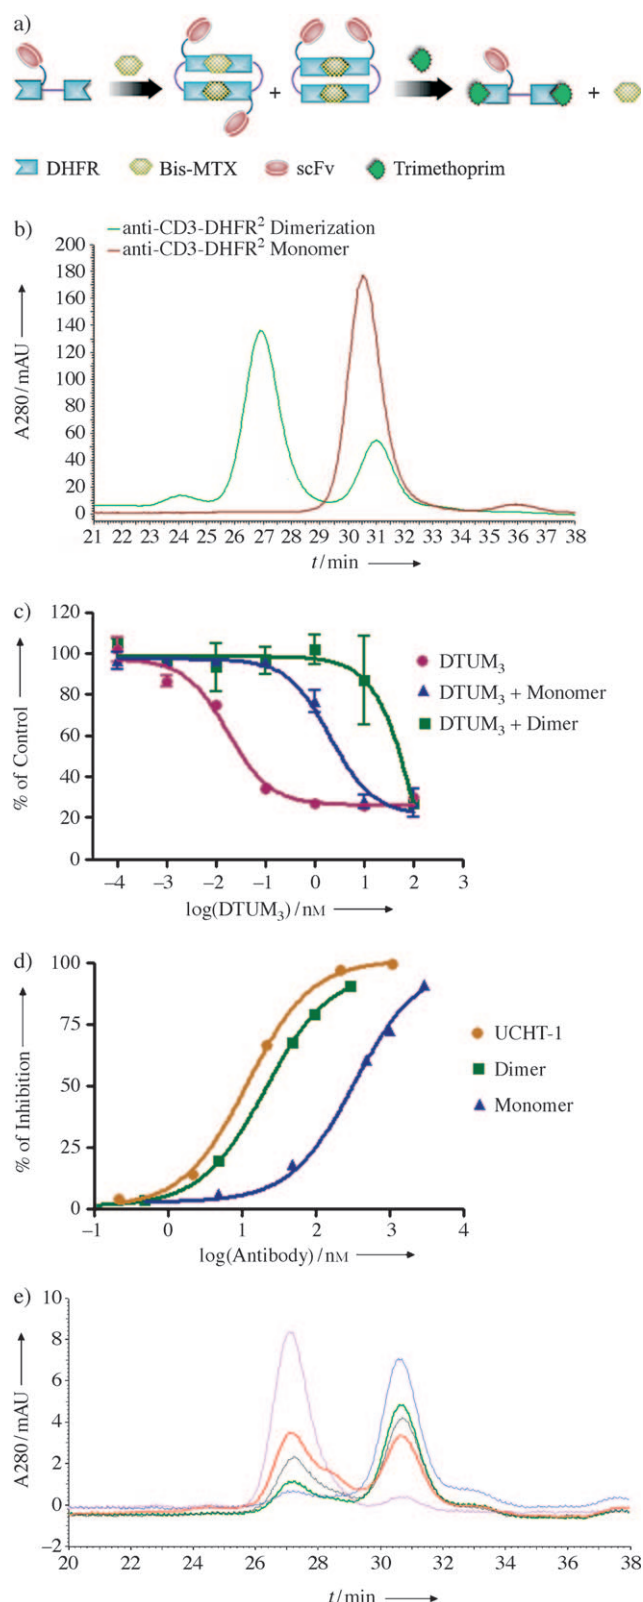 a)
+
+
DHFR
Bis-MTX
scFv
Trimethoprim
b)
anti-CD3-DHFR² Dimerization
anti-CD3-DHFR² Monomer
A280/mAU
200
180
160
140
120
100
80
60
40
20
0
21 22 23 24 25 26 27 28 29 30 31 32 33 34 35 36 37 38
t/min
c)
% of Control
120
100
80
60
40
20
0
DTUM₃
DTUM₃ + Monomer
DTUM₃ + Dimer
–4 –3 –2 –1 0 1 2 3
log(DTUM₃)/nM
d)
% of Inhibition
100
75
50
25
0
UCHT-1
Dimer
Monomer
–1 0 1 2 3 4
log(Antibody)/nM
e)
A280/mAU
10
8
6
4
2
0
–2
20 22 24 26 28 30 32 34 36 38
t/min